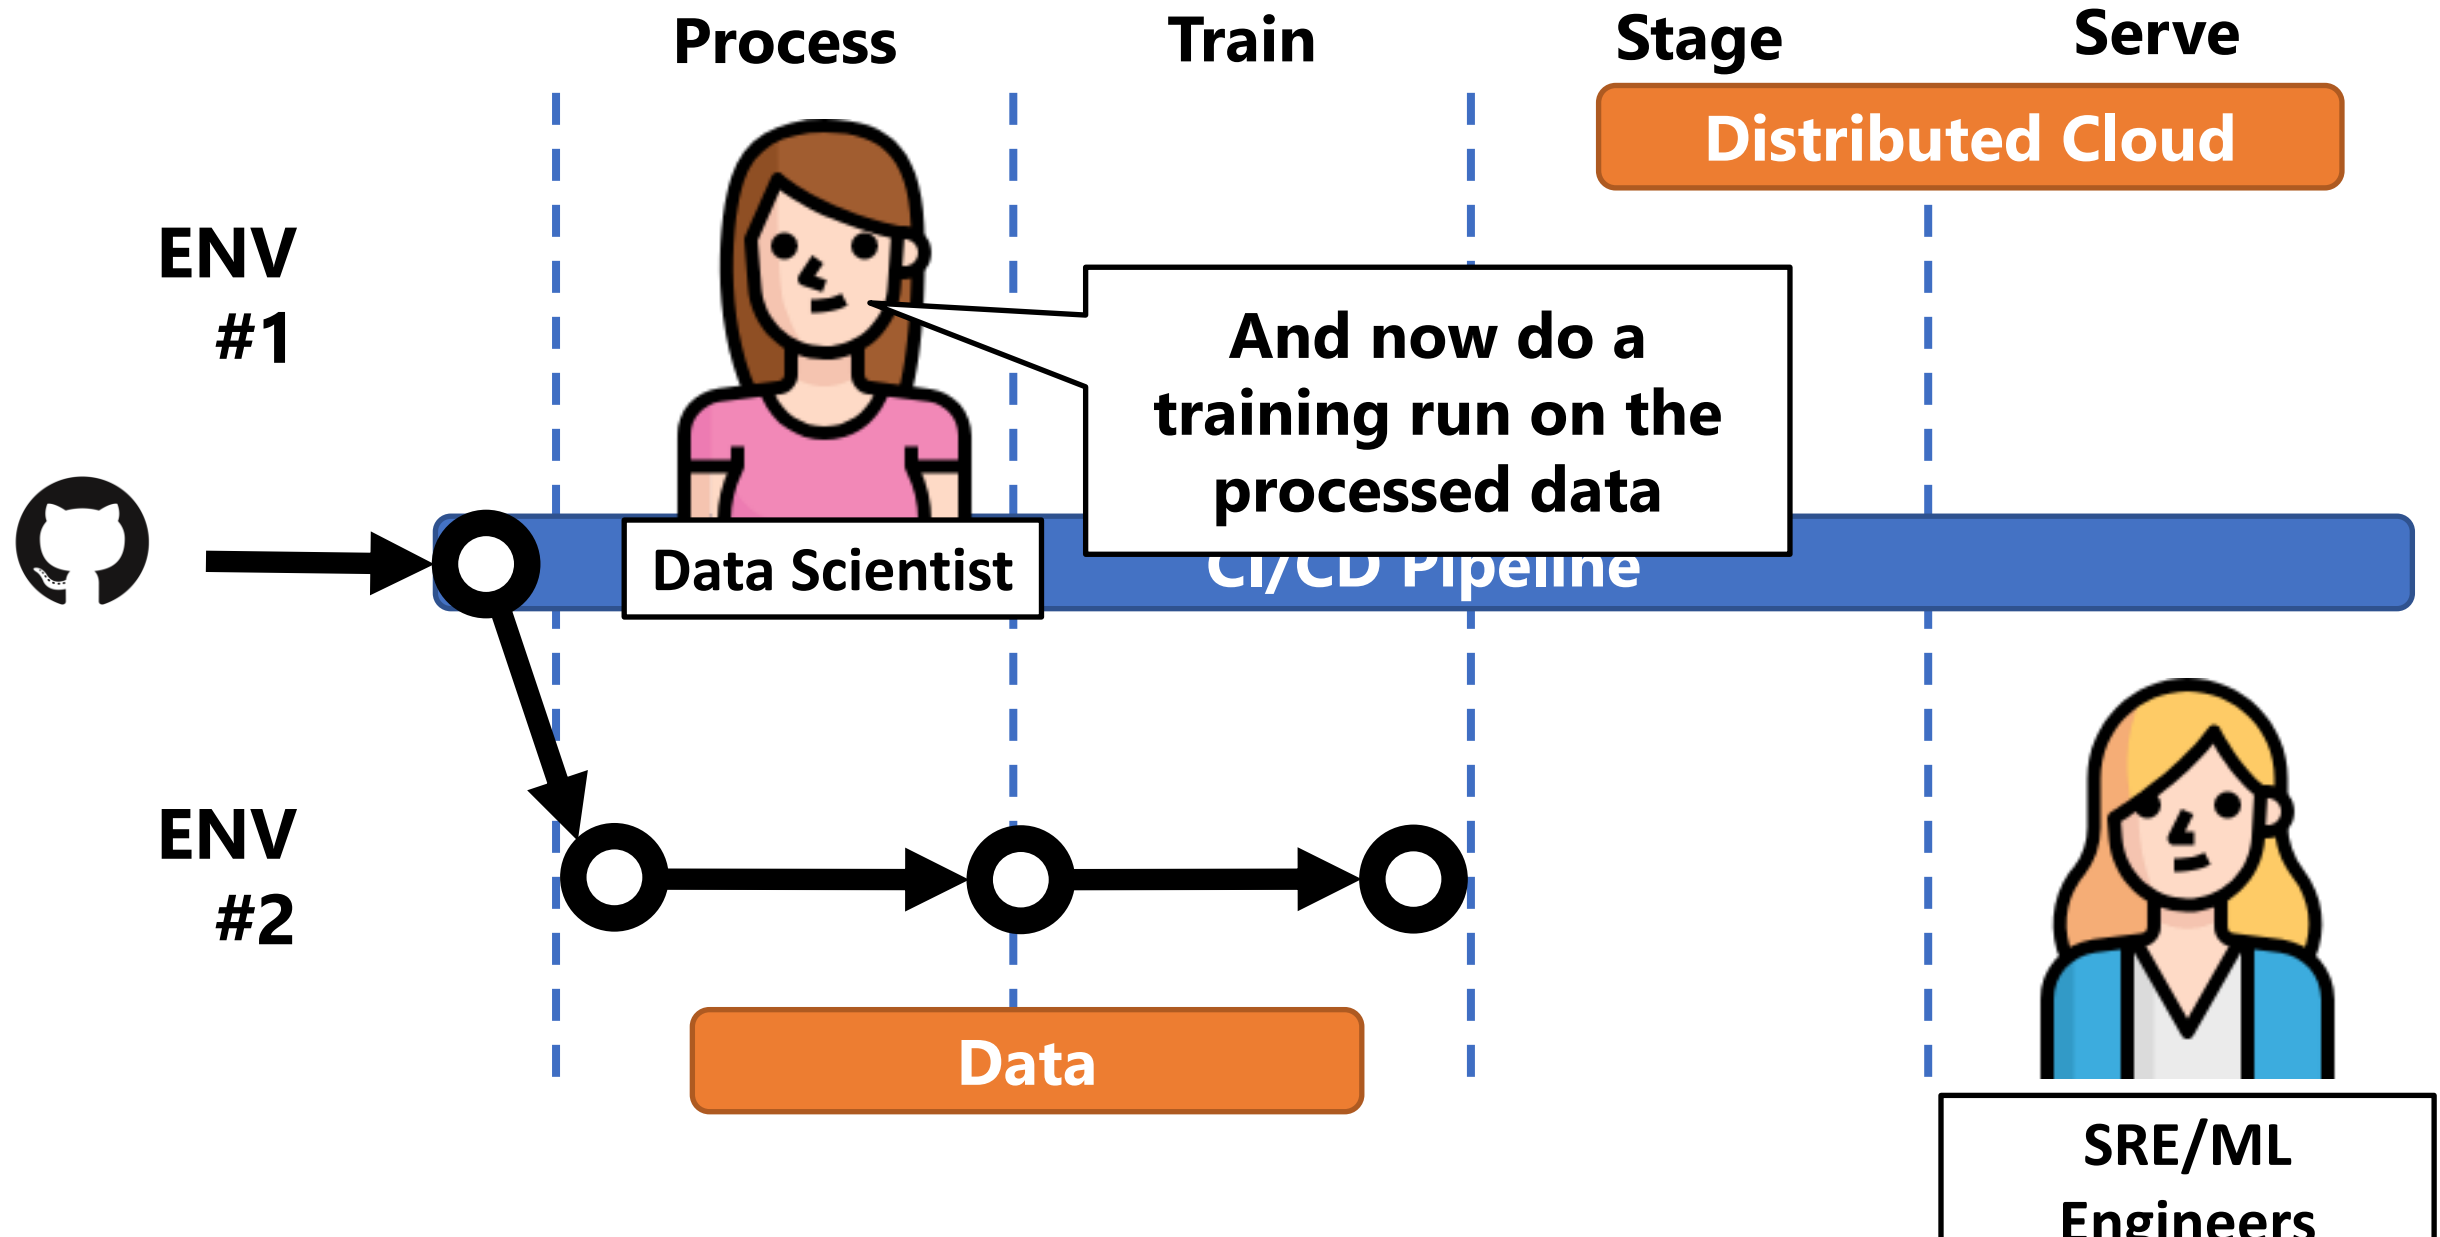 Process
Train
Stage
Serve
Distributed Cloud
ENV
#1
And now do a
training run on the
processed data
Data Scientist
CI/CD Pipeline
ENV
#2
Data
SRE/ML
Engineers